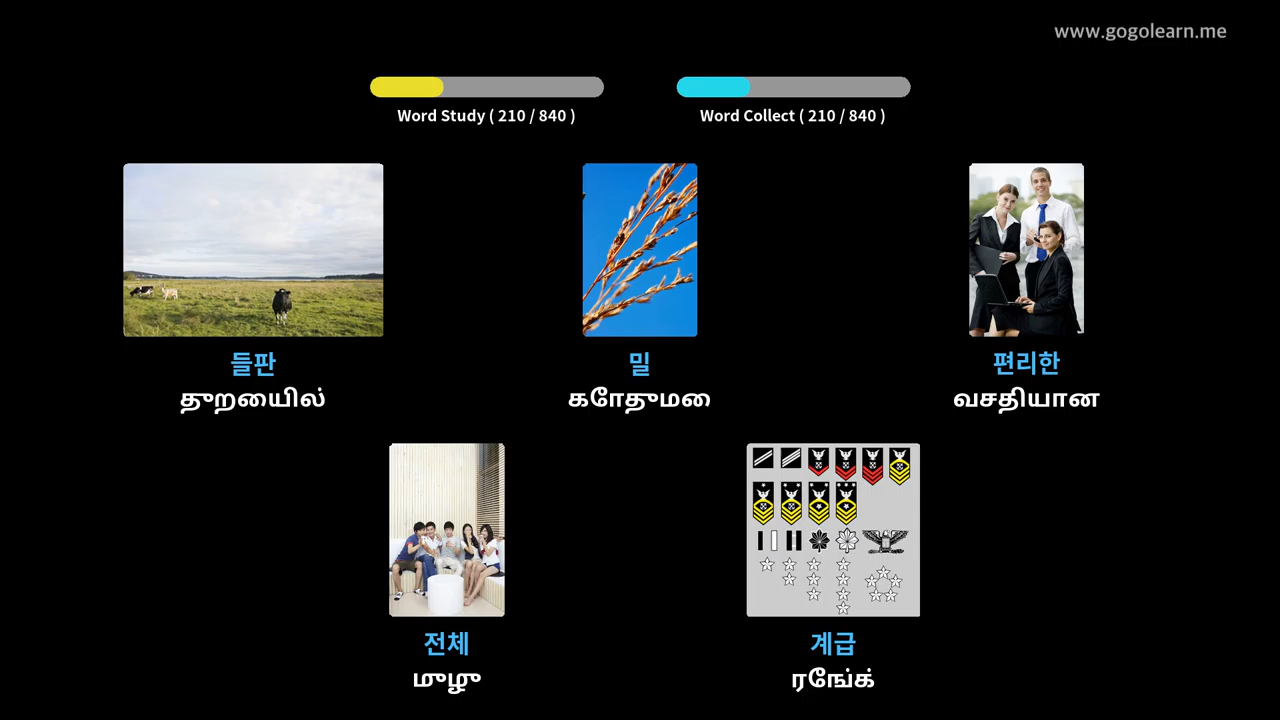 www.gogolearn.me
Word Study ( 210 / 840 )
Word Collect ( 210 / 840 )
들판
துறையில்
밀
கோதுமை
편리한
வசதியான
전체
முழு
계급
ரேங்க்